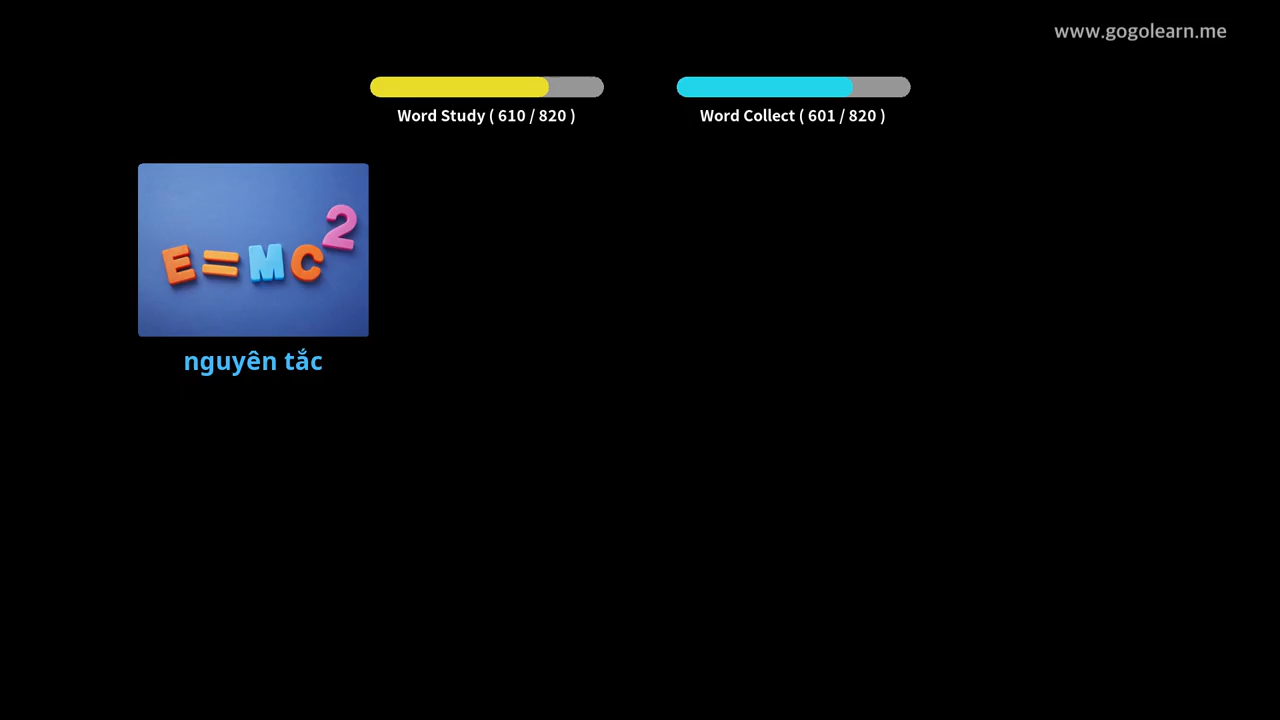 www.gogolearn.me
Word Study ( 610 / 820 )
Word Collect ( 601 / 820 )
E=MC2
nguyên tắc